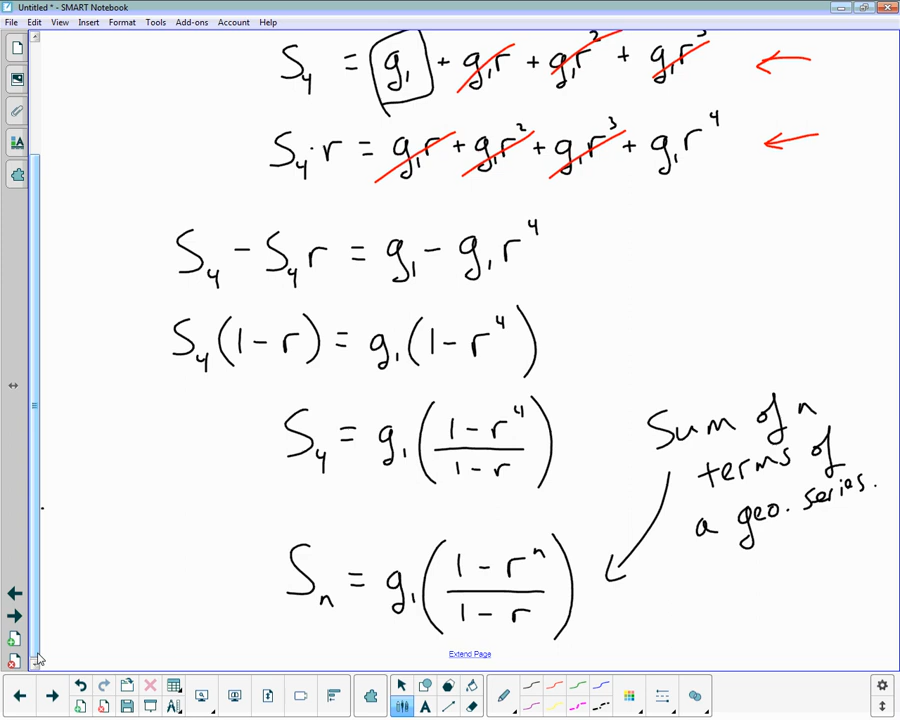 Untitled * - SMART Notebook
File Edit View Insert Format Tools Add-ons Account Help
S₄ = g₁ + g₁r + g₁r² + g₁r³
S₄·r = g₁r + g₁r² + g₁r³ + g₁r⁴
S₄ - S₄r = g₁ - g₁r⁴
S₄(1 - r) = g₁(1 - r⁴)
S₄ = g₁((1 - r⁴)/(1 - r))
Sum of n
terms of
a geo. series.
Sₙ = g₁((1 - rⁿ)/(1 - r))
Extend Page